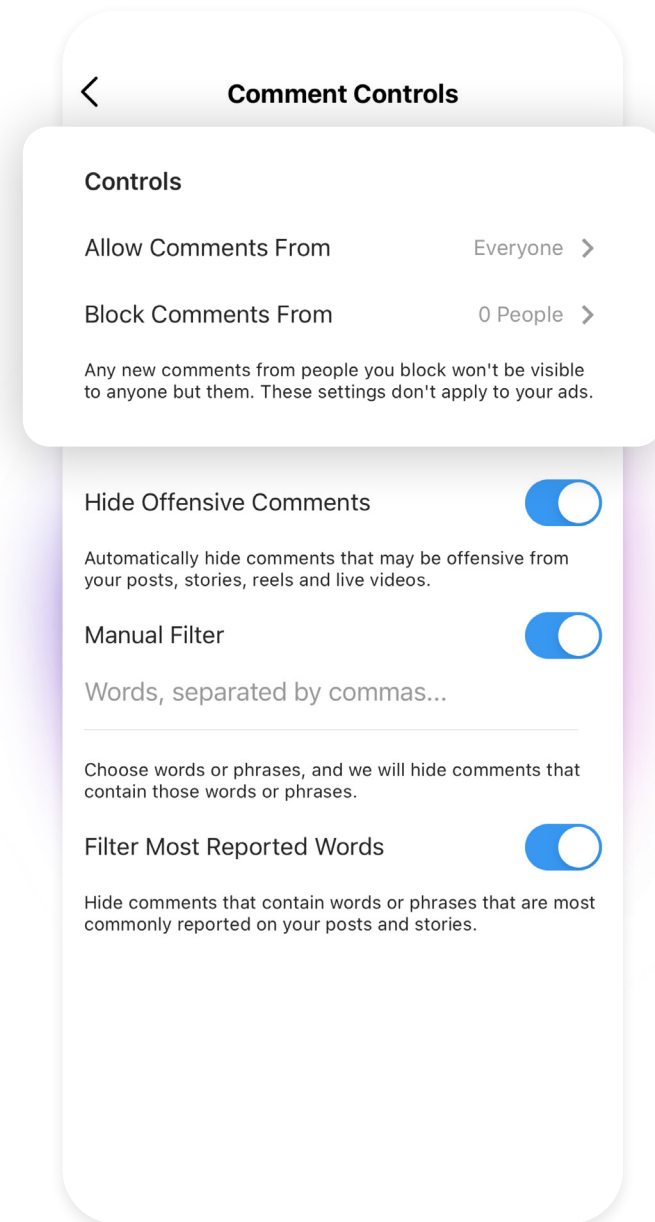 Comment Controls
Controls
Allow Comments From Everyone
Block Comments From 0 People
Any new comments from people you block won't be visible
to anyone but them. These settings don't apply to your ads.
Hide Offensive Comments
Automatically hide comments that may be offensive from
your posts, stories, reels and live videos.
Manual Filter
Words, separated by commas...
Choose words or phrases, and we will hide comments that
contain those words or phrases.
Filter Most Reported Words
Hide comments that contain words or phrases that are most
commonly reported on your posts and stories.